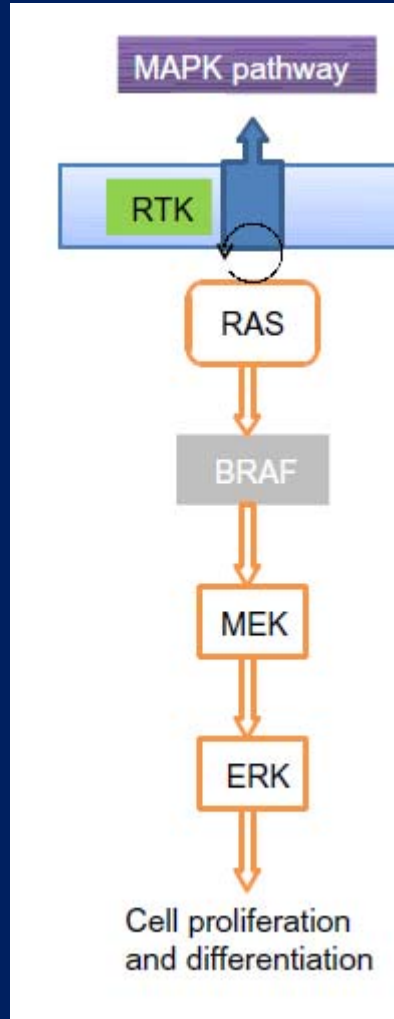 MAPK pathway
RTK
RAS
BRAF
MEK
ERK
Cell proliferation
and differentiation